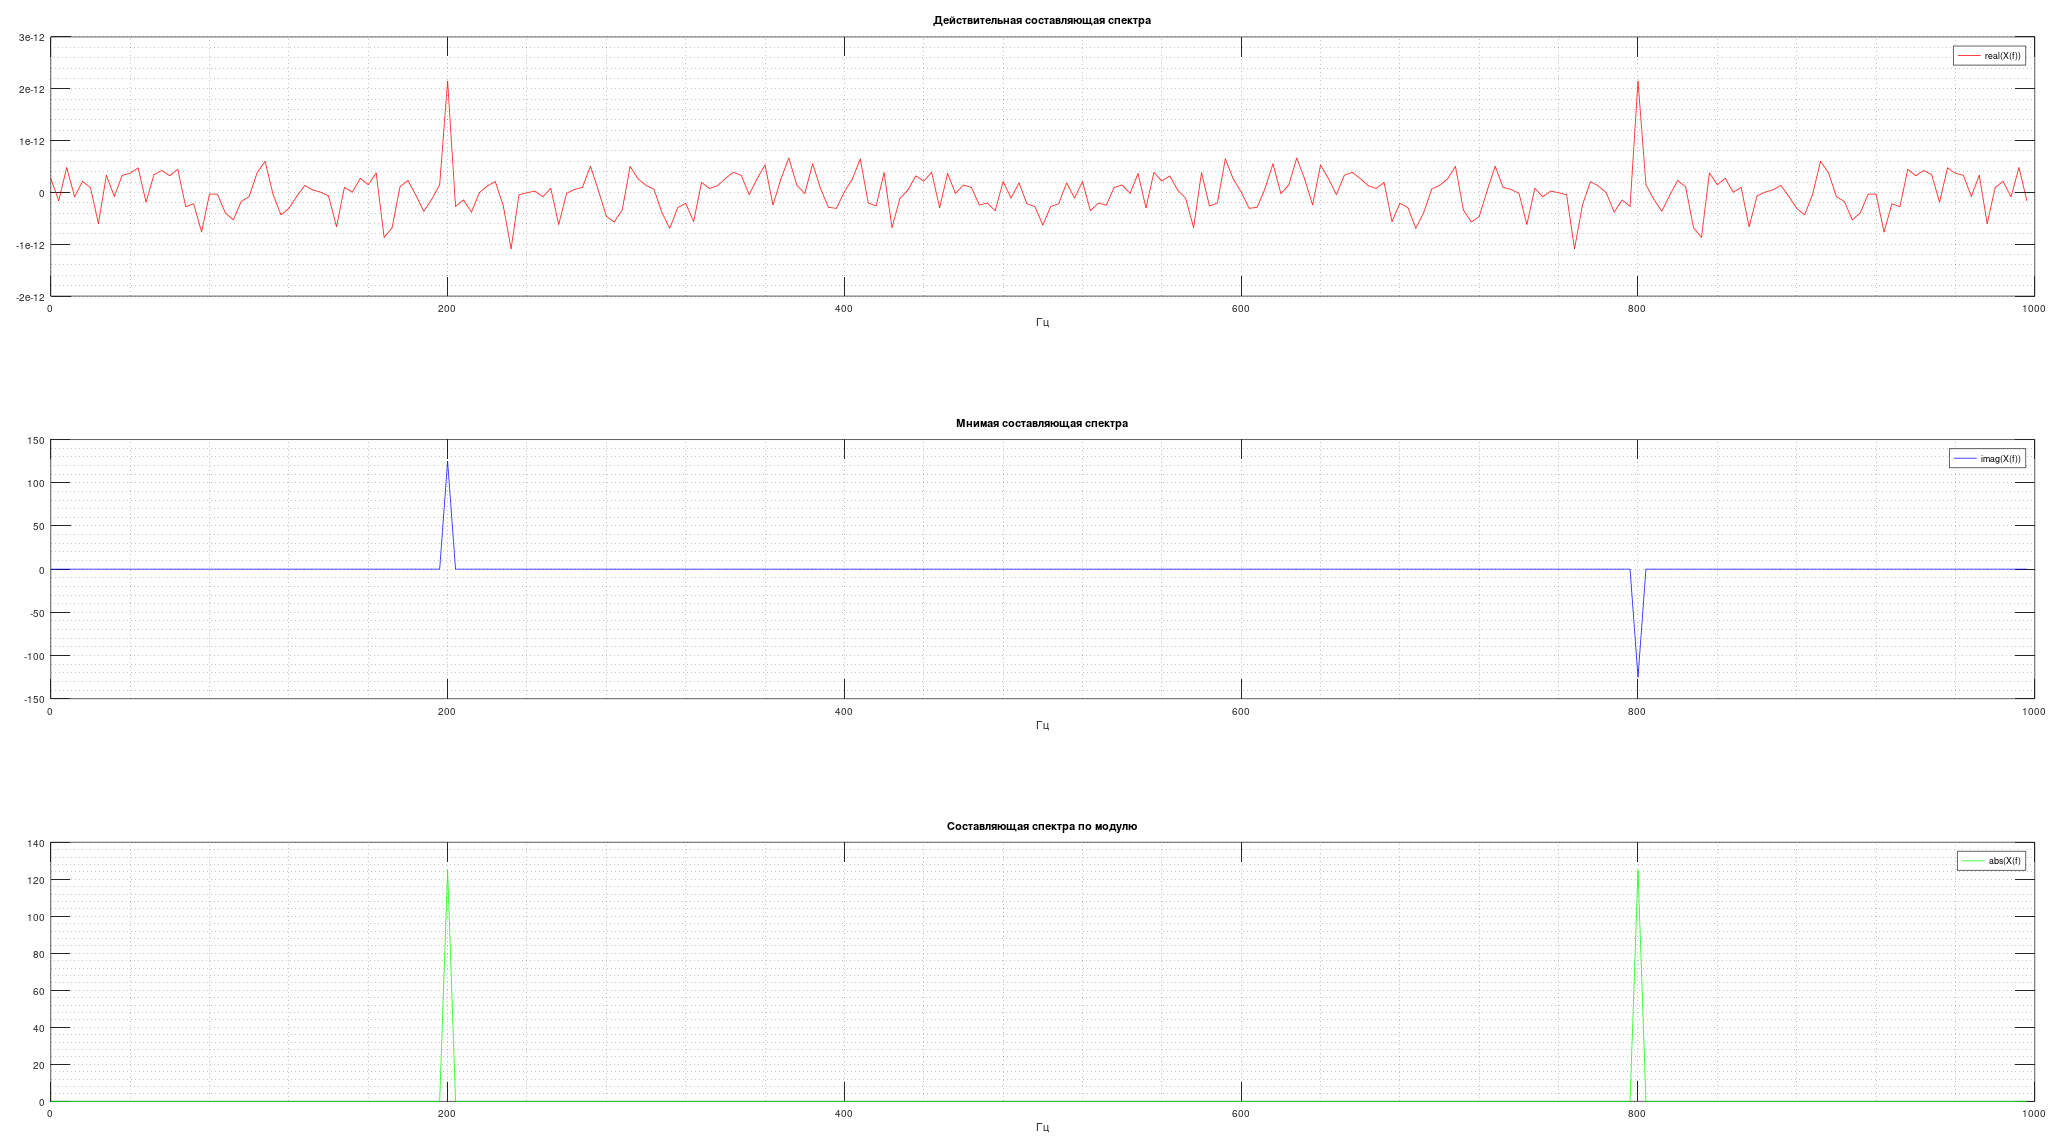 Действительная составляющая спектра
3e-12
real(X(f))
2e-12
1e-12
0
-1e-12
-2e-12
0 200 400 600 800 1000
Гц
Мнимая составляющая спектра
150
imag(X(f))
100
50
0
-50
-100
-150
0 200 400 600 800 1000
Гц
Составляющая спектра по модулю
140
abs(X(f)
120
100
80
60
40
20
0
0 200 400 600 800 1000
Гц